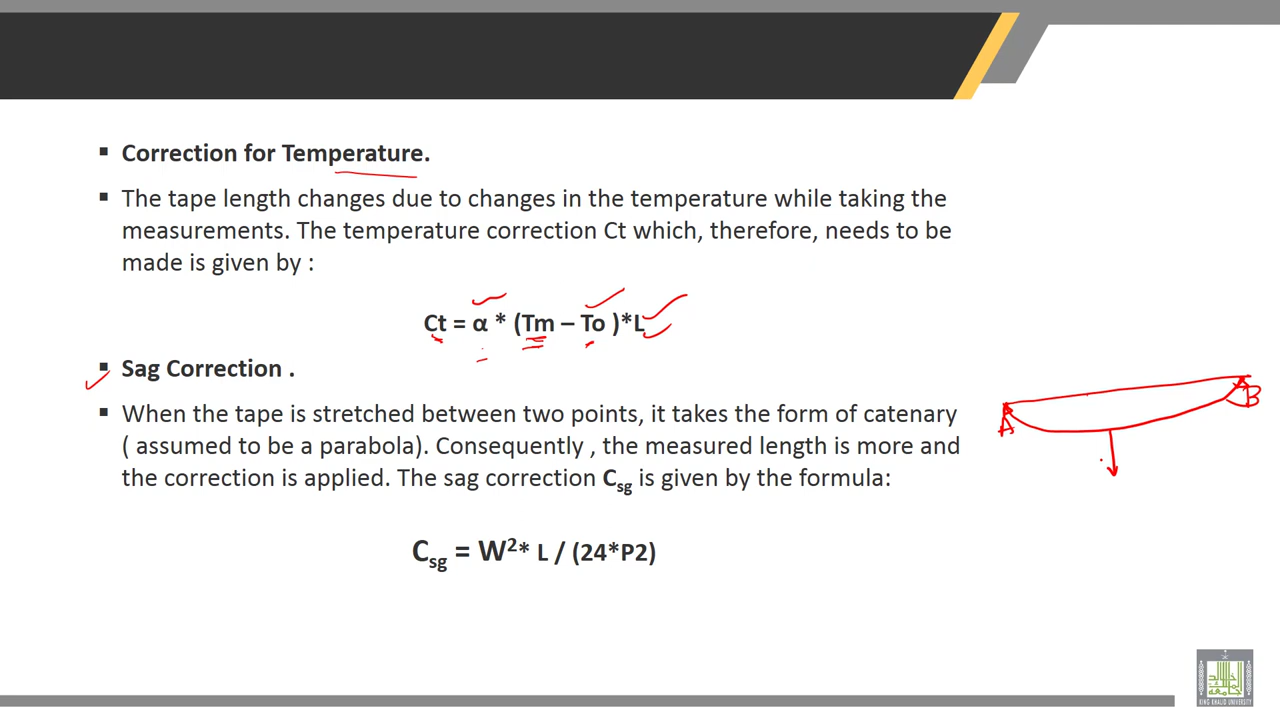 ▪ Correction for Temperature.
▪ The tape length changes due to changes in the temperature while taking the
measurements. The temperature correction Ct which, therefore, needs to be
made is given by :
Ct = α * (Tm – To )*L
▪ Sag Correction .
▪ When the tape is stretched between two points, it takes the form of catenary
( assumed to be a parabola). Consequently , the measured length is more and
the correction is applied. The sag correction Csg is given by the formula:
A
B
Csg = W²* L / (24*P2)
KING KHALID UNIVERSITY